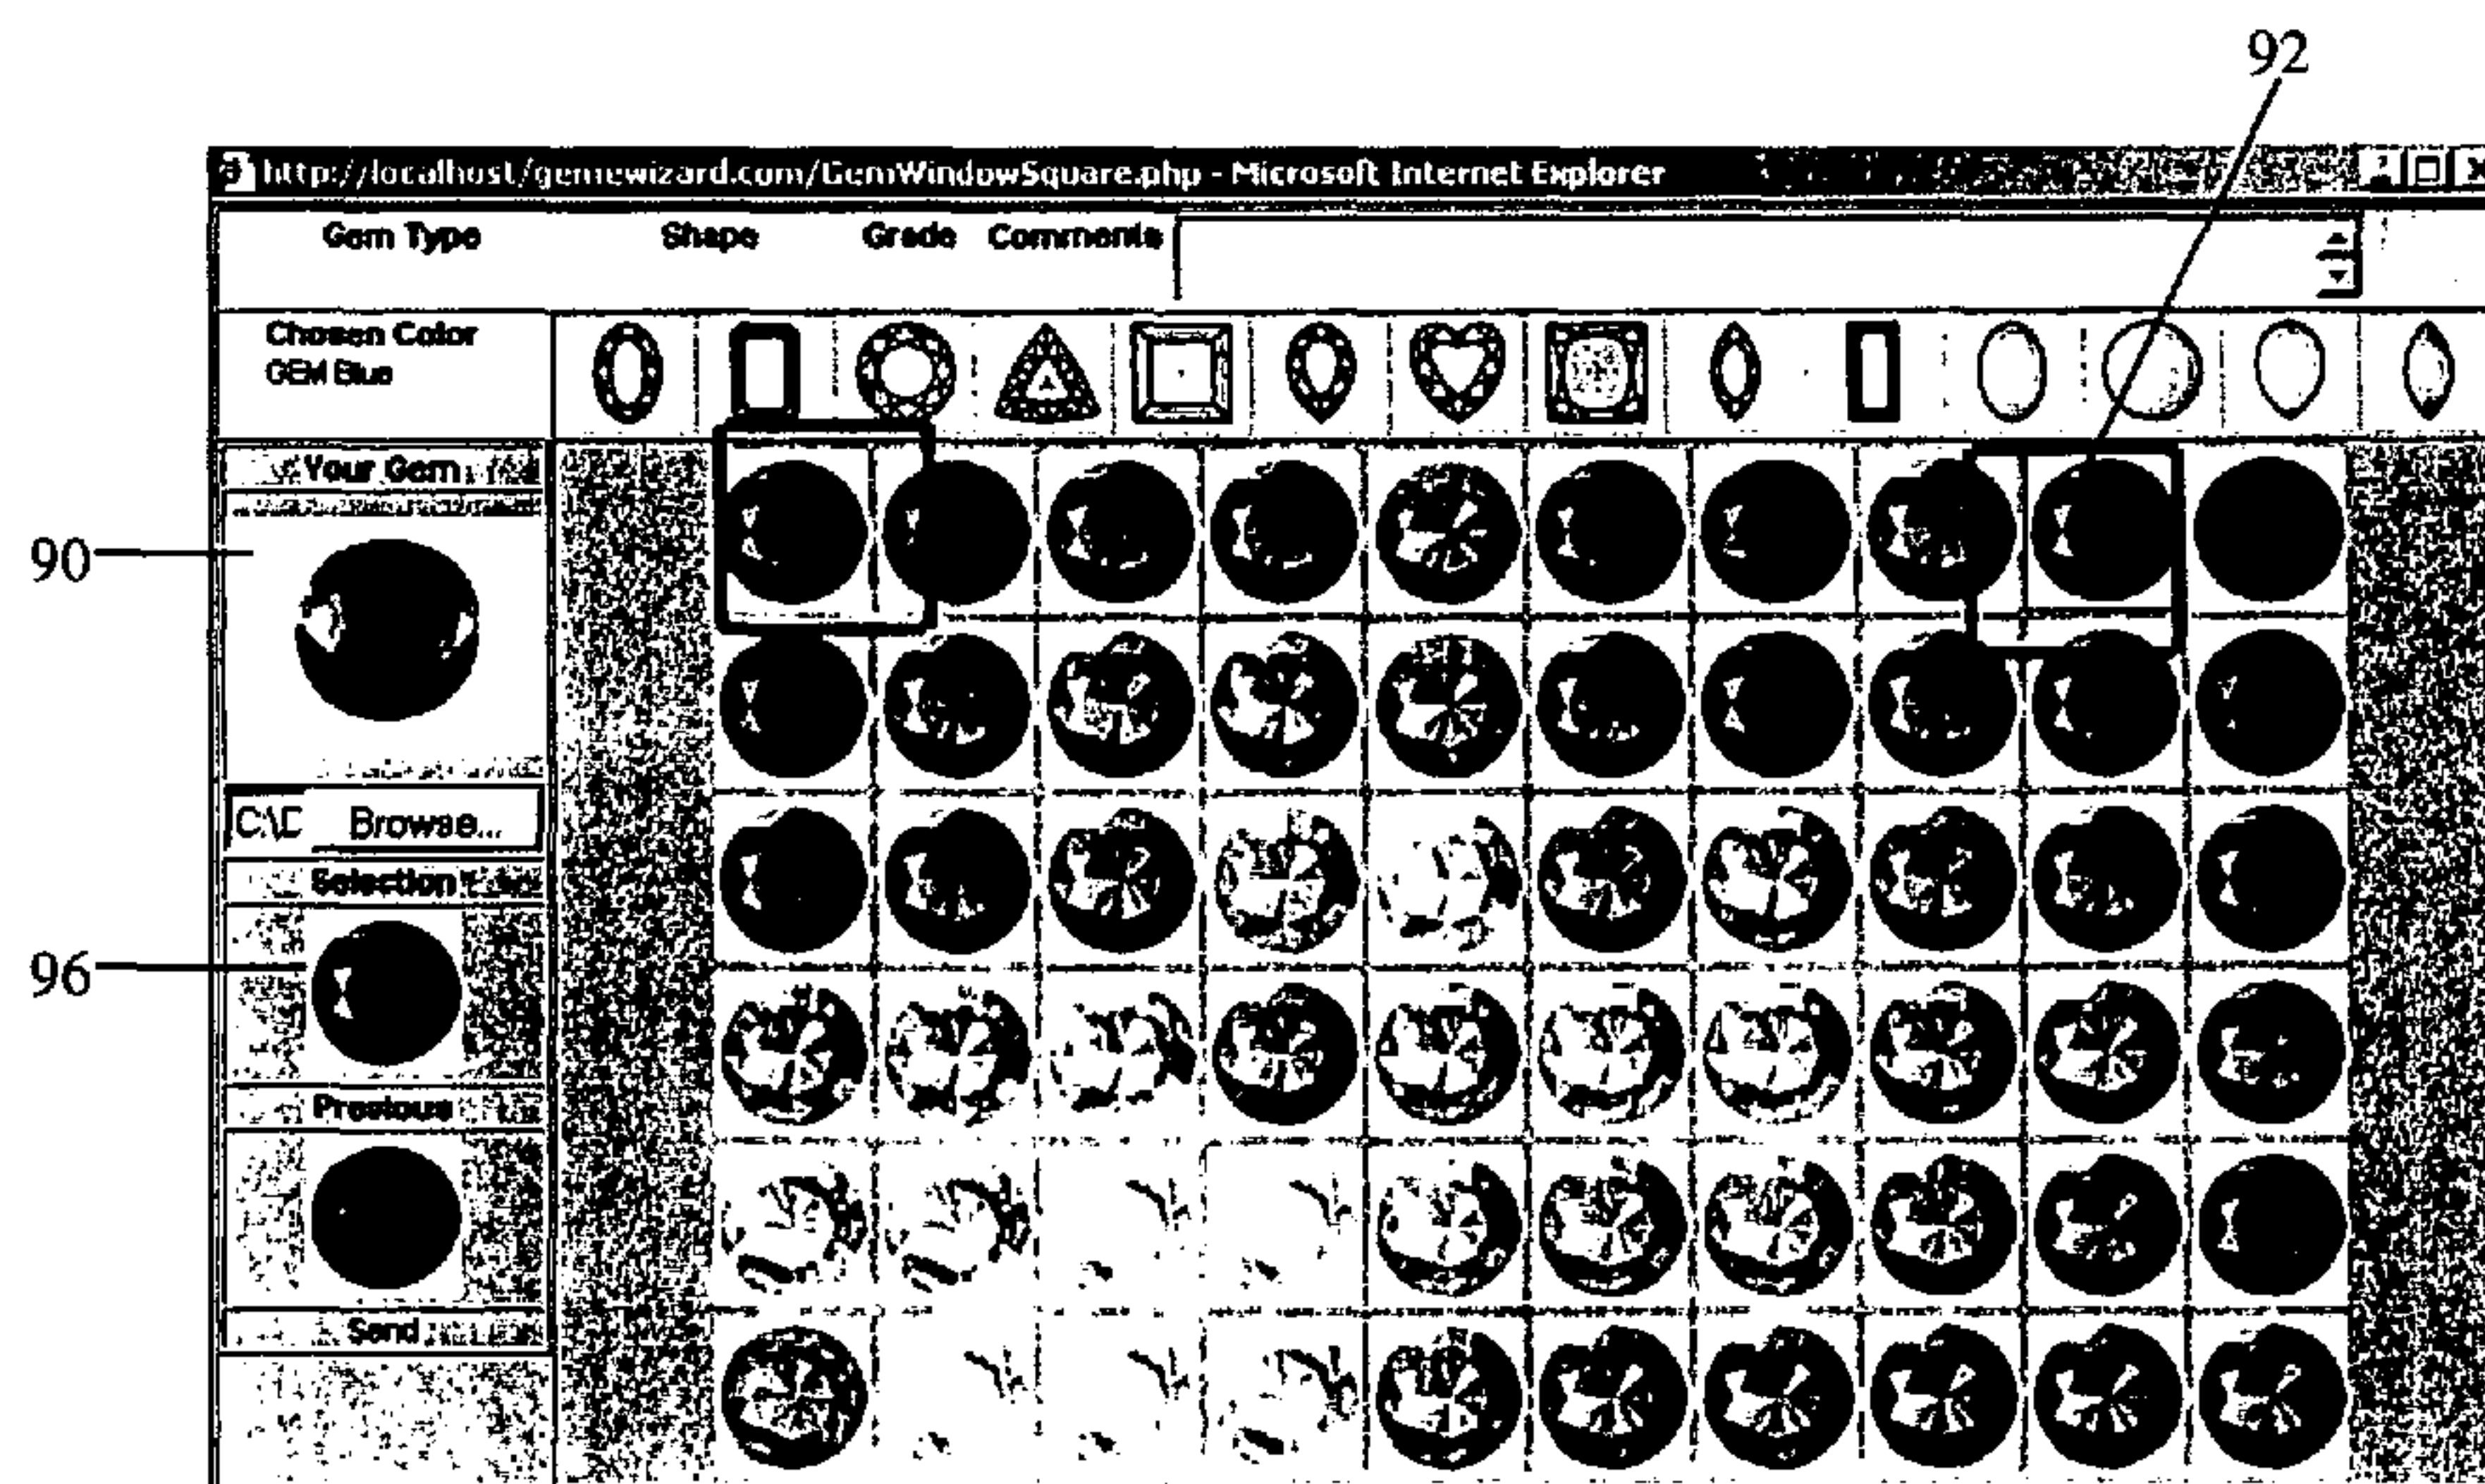 92
http://localhost/gemewizard.com/GemWindowSquare.php - Microsoft Internet Explorer
Gem Type Shape Grade Comments
Chosen Color
GEM Blue
Your Gem
90
C:\D Browse...
Selection
96
Previous
Send